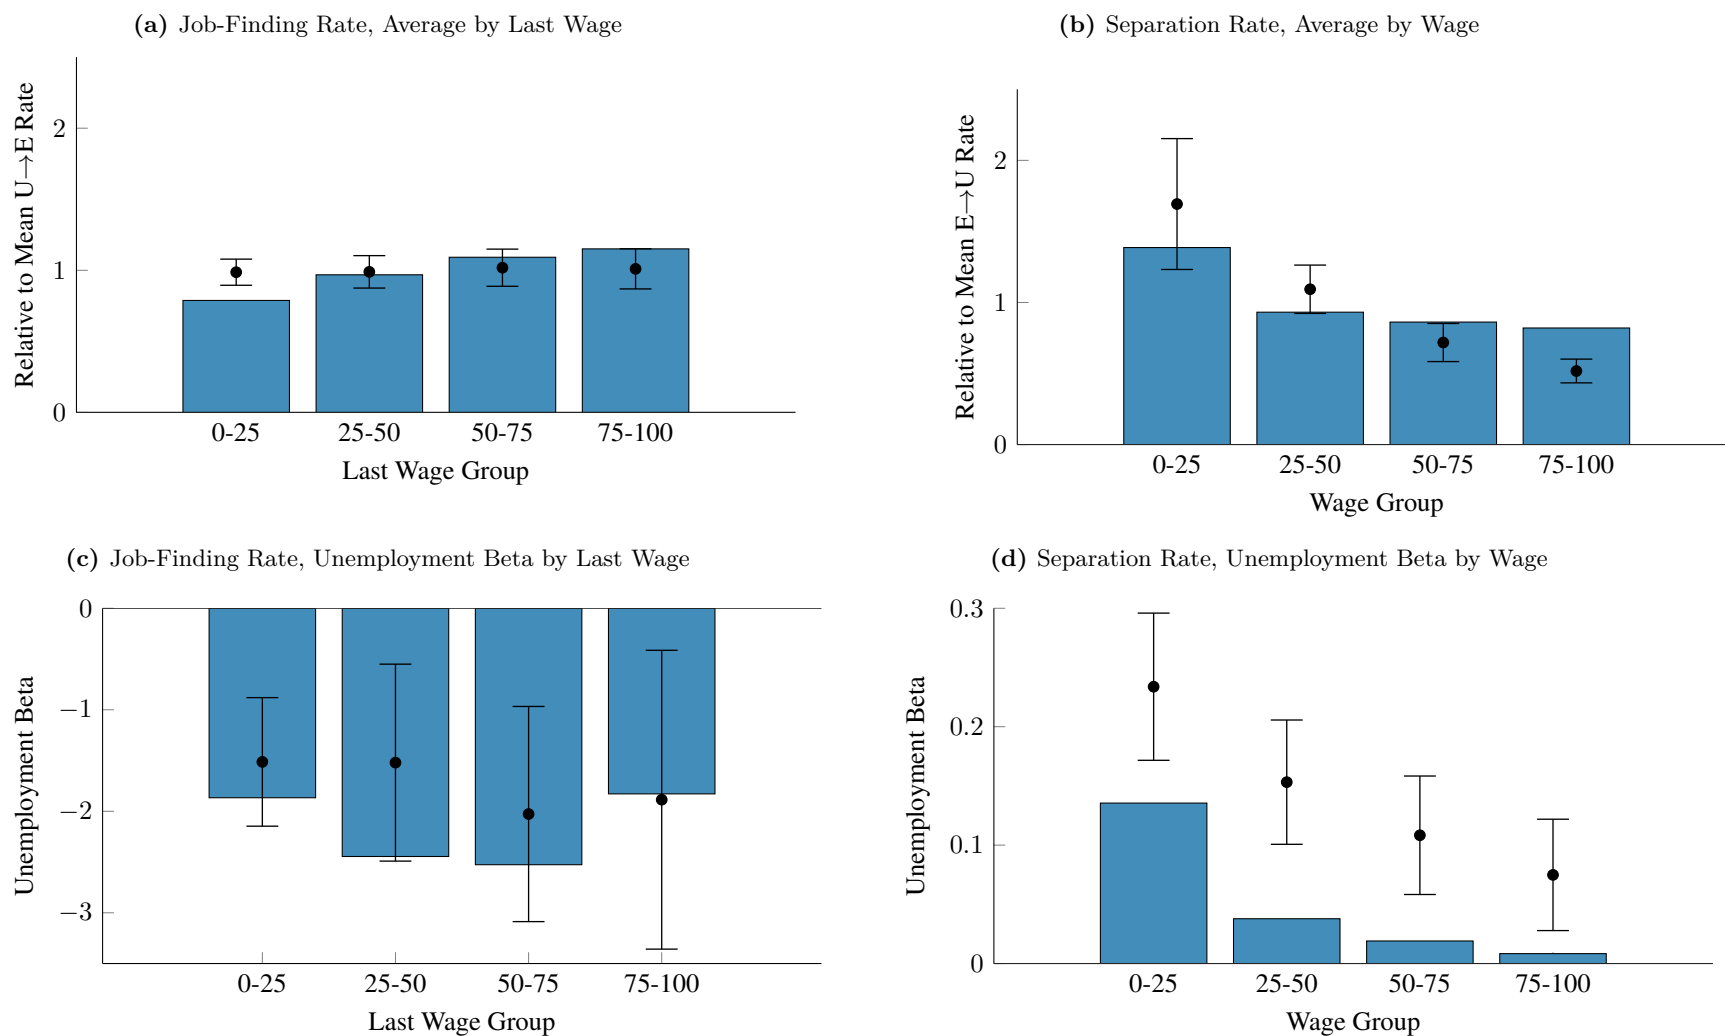 (a) Job-Finding Rate, Average by Last Wage
Relative to Mean U→E Rate
2
1
0
0-25 25-50 50-75 75-100
Last Wage Group
(b) Separation Rate, Average by Wage
Relative to Mean E→U Rate
2
1
0
0-25 25-50 50-75 75-100
Wage Group
(c) Job-Finding Rate, Unemployment Beta by Last Wage
Unemployment Beta
0
−1
−2
−3
0-25 25-50 50-75 75-100
Last Wage Group
(d) Separation Rate, Unemployment Beta by Wage
Unemployment Beta
0.3
0.2
0.1
0
0-25 25-50 50-75 75-100
Wage Group